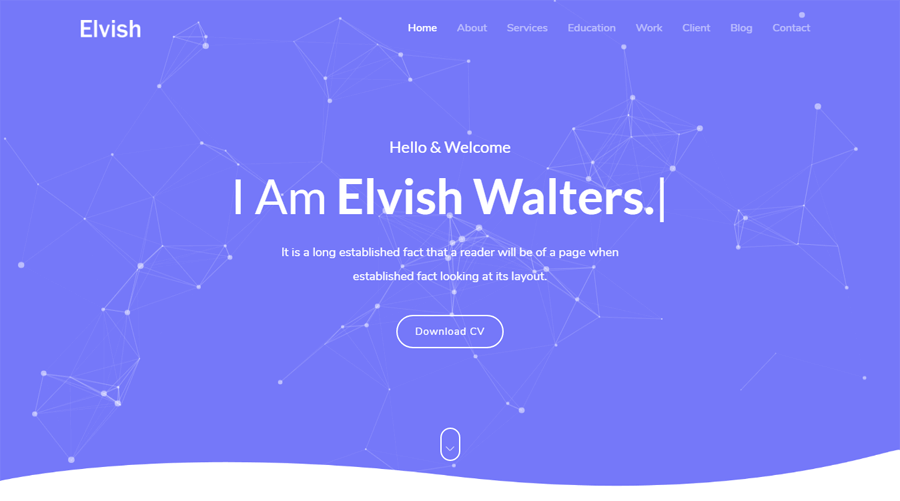 Elvish
Home About Services Education Work Client Blog Contact
Hello & Welcome
I Am Elvish Walters.|
It is a long established fact that a reader will be of a page when
established fact looking at its layout.
Download CV